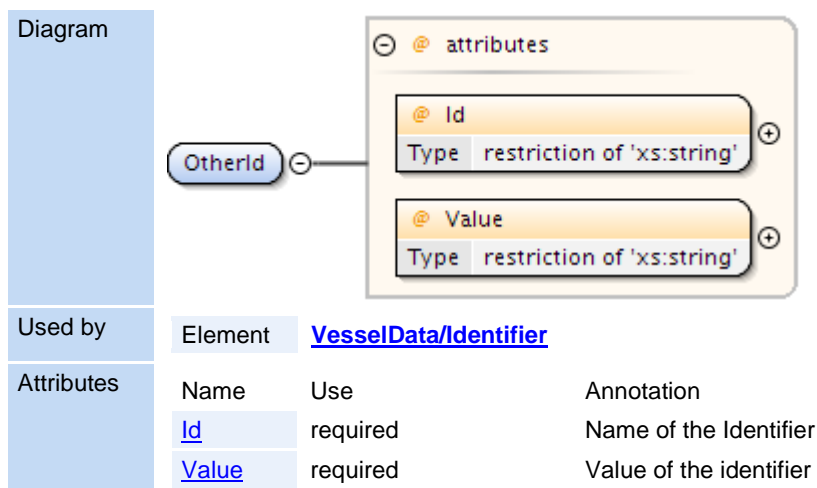 Diagram
@ attributes
@ Id
Type restriction of 'xs:string'
OtherId
@ Value
Type restriction of 'xs:string'
Used by
Element VesselData/Identifier
Attributes
Name Use Annotation
Id required Name of the Identifier
Value required Value of the identifier